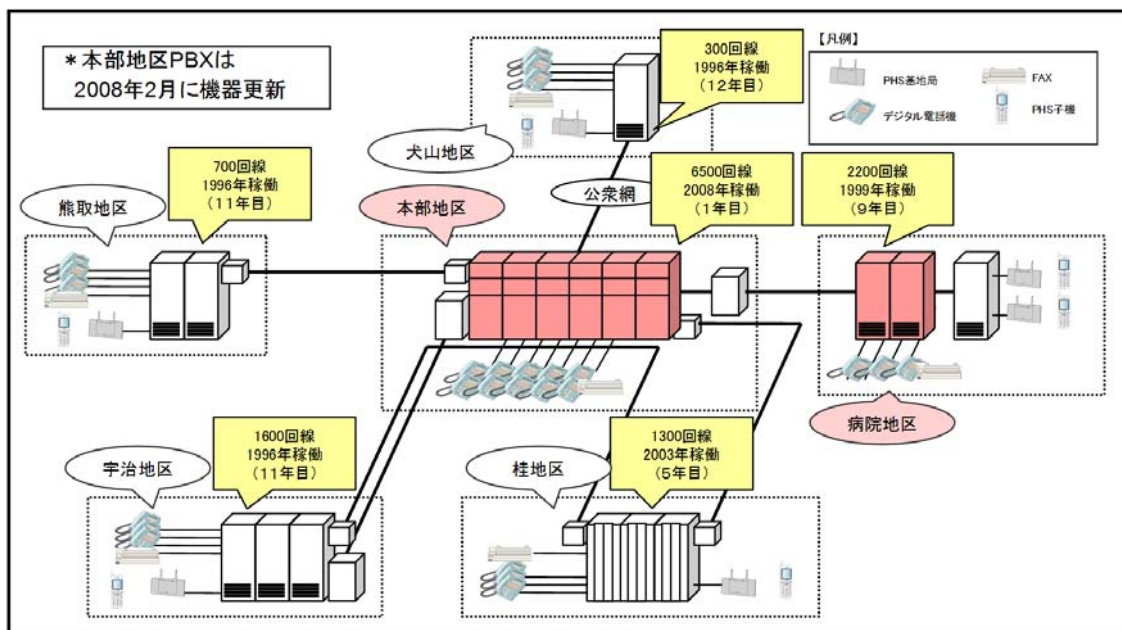 *本部地区PBXは
2008年2月に機器更新
300回線
1996年稼働
(12年目)
【凡例】
PHS基地局
FAX
デジタル電話機
PHS子機
犬山地区
700回線
1996年稼働
(11年目)
熊取地区
本部地区
公衆網
6500回線
2008年稼働
(1年目)
2200回線
1999年稼働
(9年目)
病院地区
1600回線
1996年稼働
(11年目)
宇治地区
桂地区
1300回線
2003年稼働
(5年目)